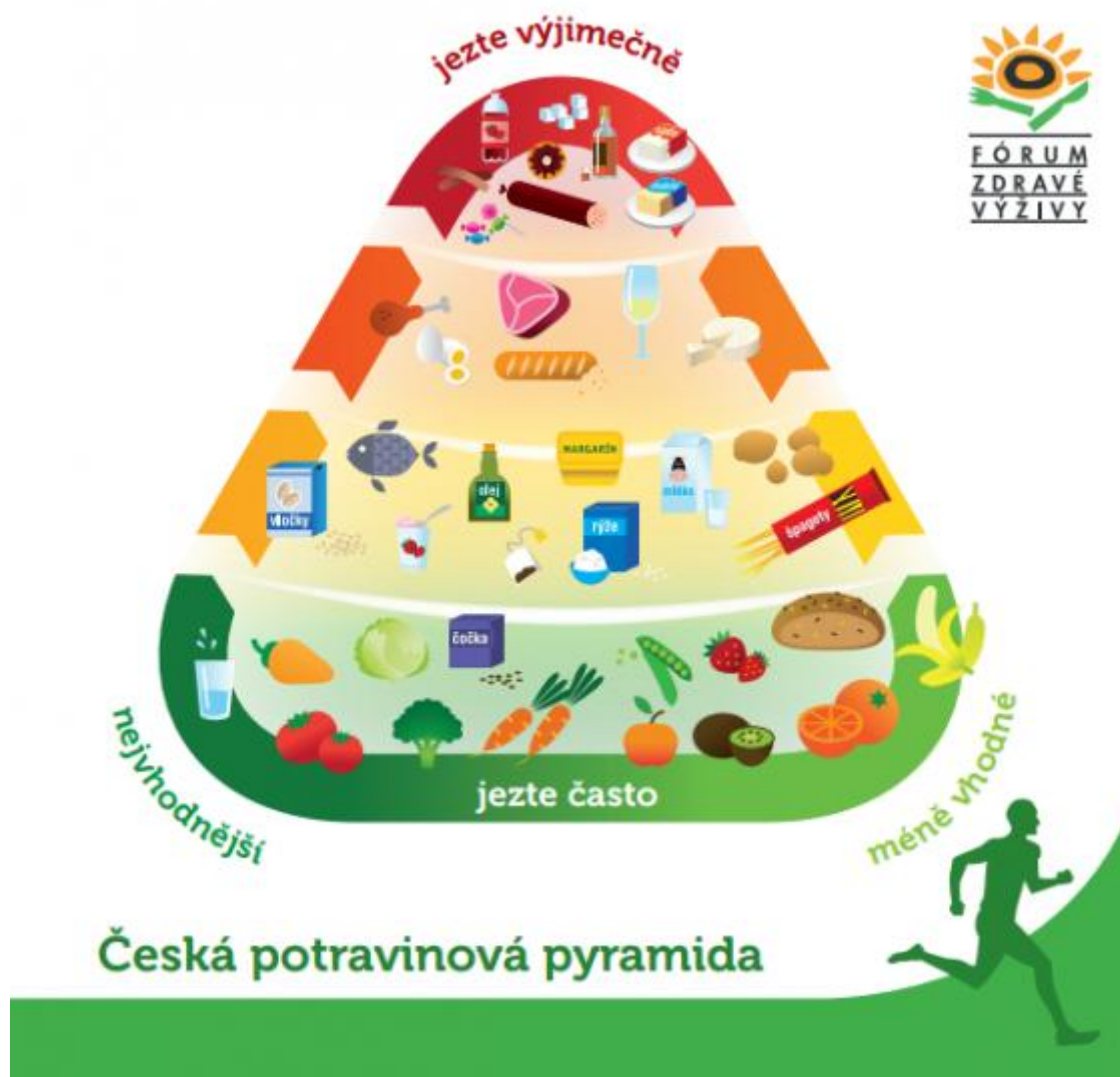 jezte výjimečně
FÓRUM
ZDRAVÉ
VÝŽIVY
MARGARÍN
olej
mléko
vločky
rýže
špagety
čočka
nejvhodnější
jezte často
méně vhodné
Česká potravinová pyramida